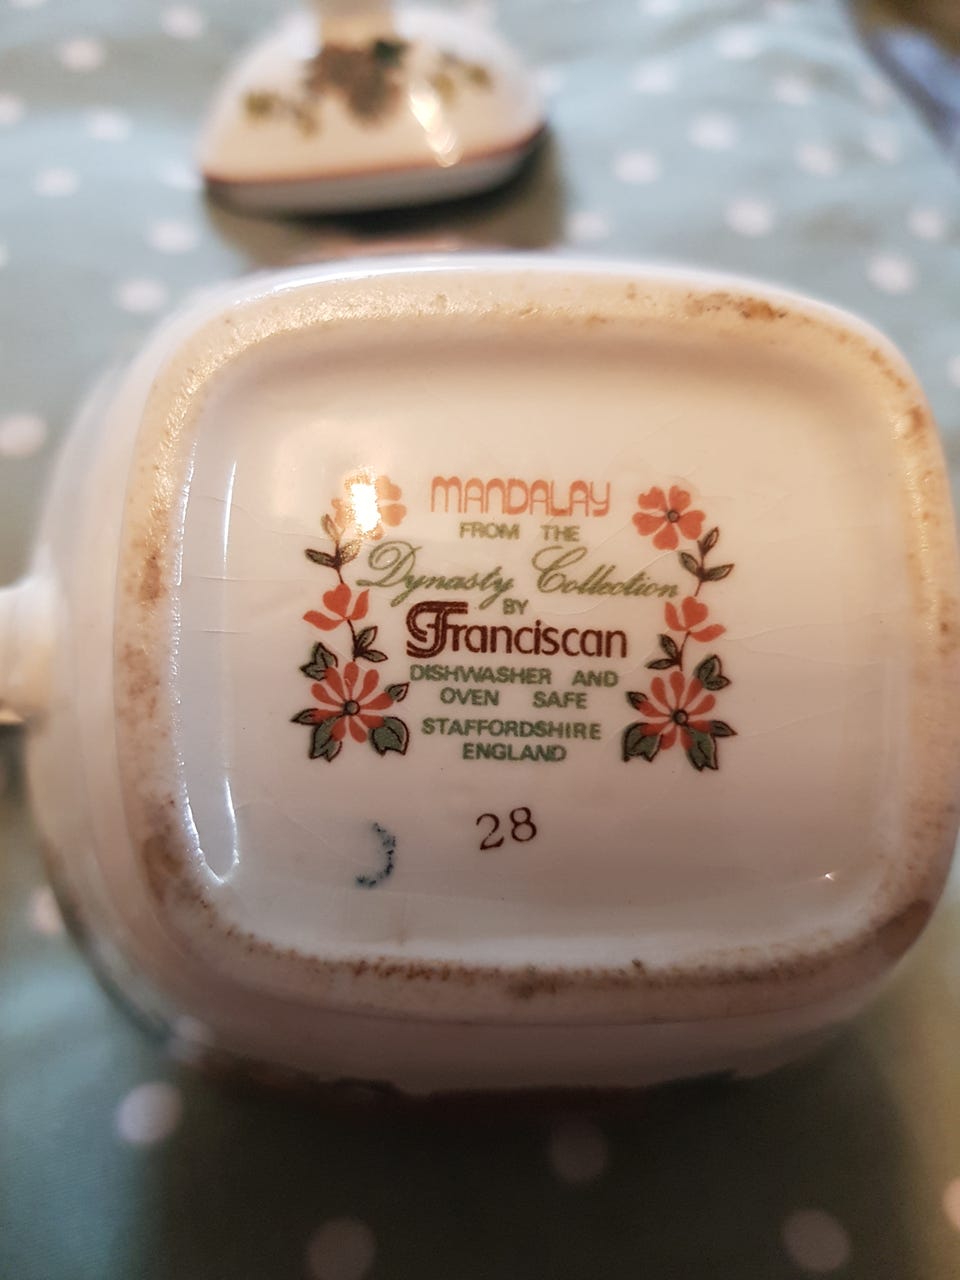 MANDALAY
FROM THE
Dynasty Collection
BY
Franciscan
DISHWASHER AND
OVEN SAFE
STAFFORDSHIRE
ENGLAND
28